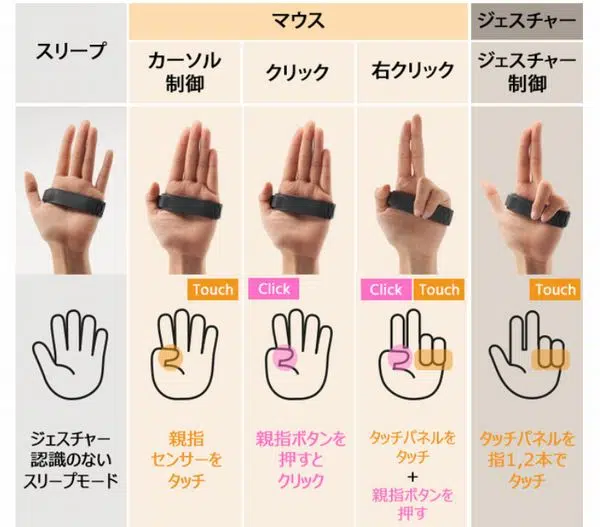 スリープ
マウス
ジェスチャー
カーソル
制御
クリック
右クリック
ジェスチャー
制御
Touch
Click
Click
Touch
Touch
ジェスチャー
認識のない
スリープモード
親指
センサーを
タッチ
親指ボタンを
押すと
クリック
タッチパネルを
タッチ
+
親指ボタンを
押す
タッチパネルを
指1,2本で
タッチ